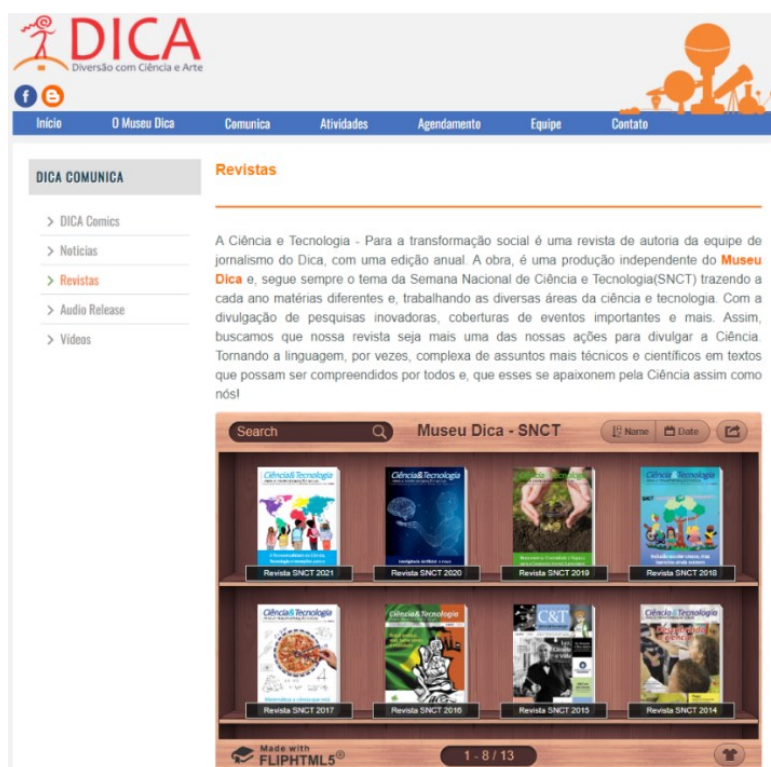 DICA
Diversão com Ciência e Arte
Início O Museu Dica Comunica Atividades Agendamento Equipe Contato
DICA COMUNICA
DICA Comics
Notícias
Revistas
Audio Release
Vídeos
Revistas
A Ciência e Tecnologia - Para a transformação social é uma revista de autoria da equipe de
jornalismo do Dica, com uma edição anual. A obra, é uma produção independente do Museu
Dica e, segue sempre o tema da Semana Nacional de Ciência e Tecnologia(SNCT) trazendo a
cada ano matérias diferentes e, trabalhando as diversas áreas da ciência e tecnologia. Com a
divulgação de pesquisas inovadoras, coberturas de eventos importantes e mais. Assim,
buscamos que nossa revista seja mais uma das nossas ações para divulgar a Ciência.
Tornando a linguagem, por vezes, complexa de assuntos mais técnicos e científicos em textos
que possam ser compreendidos por todos e, que esses se apaixonem pela Ciência assim como
nós!
Search Museu Dica - SNCT Name Date
Ciência&Tecnologia Ciência&Tecnologia Ciência&Tecnologia Ciência&Tecnologia
Revista SNCT 2021 Revista SNCT 2020 Revista SNCT 2019 Revista SNCT 2018
Ciência&Tecnologia Ciência&Tecnologia C&T Ciência&Tecnologia
Revista SNCT 2017 Revista SNCT 2016 Revista SNCT 2015 Revista SNCT 2014
Made with
FLIPHTML5®
1 - 8 / 13